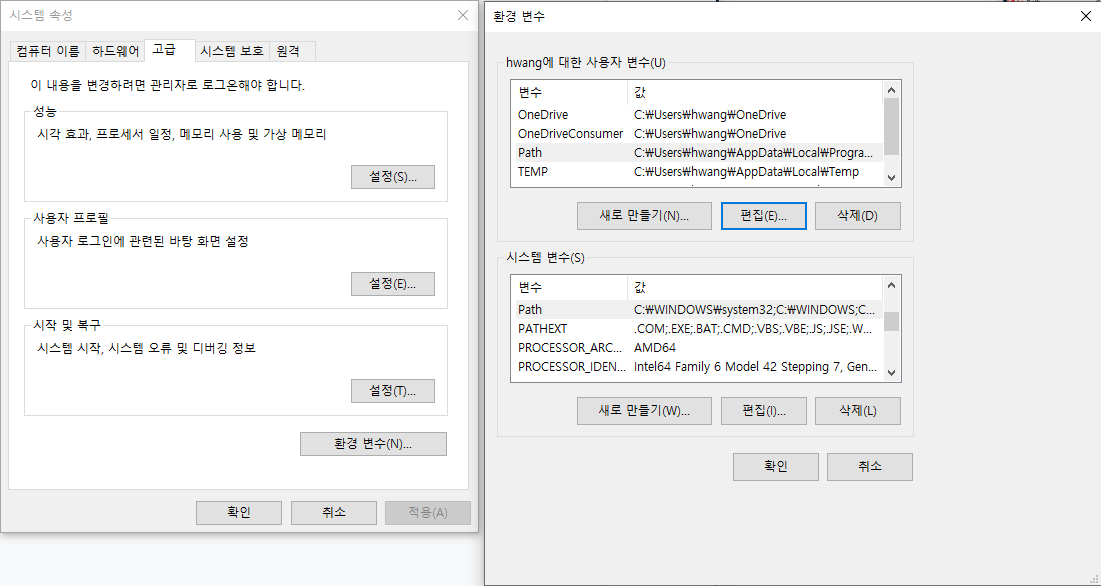 시스템 속성
컴퓨터 이름 하드웨어 고급 시스템 보호 원격
이 내용을 변경하려면 관리자로 로그온해야 합니다.
성능
시각 효과, 프로세서 일정, 메모리 사용 및 가상 메모리
설정(S)...
사용자 프로필
사용자 로그인에 관련된 바탕 화면 설정
설정(E)...
시작 및 복구
시스템 시작, 시스템 오류 및 디버깅 정보
설정(T)...
환경 변수(N)...
확인 취소 적용(A)
환경 변수
hwang에 대한 사용자 변수(U)
변수 값
OneDrive C:₩Users₩hwang₩OneDrive
OneDriveConsumer C:₩Users₩hwang₩OneDrive
Path C:₩Users₩hwang₩AppData₩Local₩Progra...
TEMP C:₩Users₩hwang₩AppData₩Local₩Temp
새로 만들기(N)... 편집(E)... 삭제(D)
시스템 변수(S)
변수 값
Path C:₩WINDOWS₩system32;C:₩WINDOWS;C...
PATHEXT .COM;.EXE;.BAT;.CMD;.VBS;.VBE;.JS;.JSE;.W...
PROCESSOR_ARC... AMD64
PROCESSOR_IDEN... Intel64 Family 6 Model 42 Stepping 7, Gen...
새로 만들기(W)... 편집(I)... 삭제(L)
확인 취소